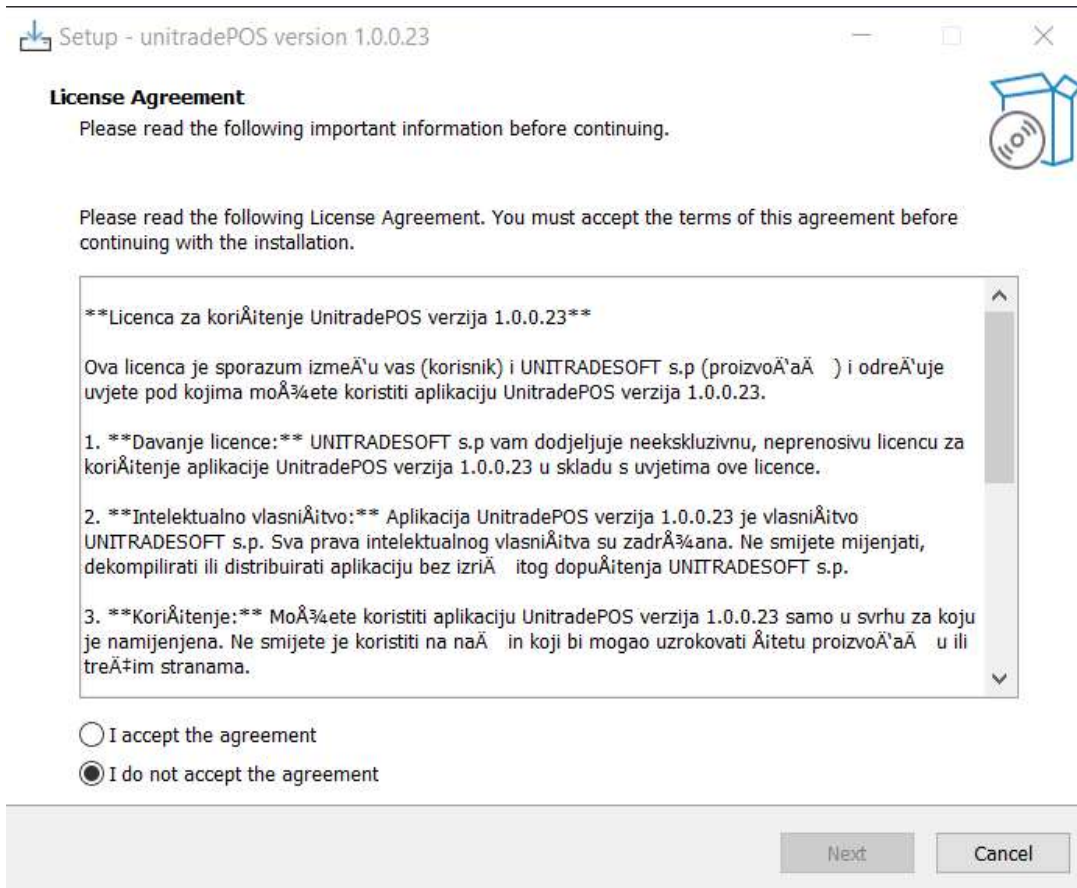 Setup - unitradePOS version 1.0.0.23
License Agreement
Please read the following important information before continuing.
Please read the following License Agreement. You must accept the terms of this agreement before
continuing with the installation.
**Licenca za koriÅ¡tenje UnitradePOS verzija 1.0.0.23**
Ova licenca je sporazum izmeÄ‘u vas (korisnik) i UNITRADESOFT s.p (proizvoÄ‘aÄ    ) i odreÄ‘uje
uvjete pod kojima moÅ¾ete koristiti aplikaciju UnitradePOS verzija 1.0.0.23.
1. **Davanje licence:** UNITRADESOFT s.p vam dodjeljuje neekskluzivnu, neprenosivu licencu za
koriÅ¡tenje aplikacije UnitradePOS verzija 1.0.0.23 u skladu s uvjetima ove licence.
2. **Intelektualno vlasniÅ¡tvo:** Aplikacija UnitradePOS verzija 1.0.0.23 je vlasniÅ¡tvo
UNITRADESOFT s.p. Sva prava intelektualnog vlasniÅ¡tva su zadrÅ¾ana. Ne smijete mijenjati,
dekompilirati ili distribuirati aplikaciju bez izriÄ    itog dopuÅ¡tenja UNITRADESOFT s.p.
3. **KoriÅ¡tenje:** MoÅ¾ete koristiti aplikaciju UnitradePOS verzija 1.0.0.23 samo u svrhu za koju
je namijenjena. Ne smijete je koristiti na naÄ    in koji bi mogao uzrokovati Å¡tetu proizvoÄ‘aÄ    u ili
treÄ‡im stranama.
I accept the agreement
I do not accept the agreement
Next
Cancel